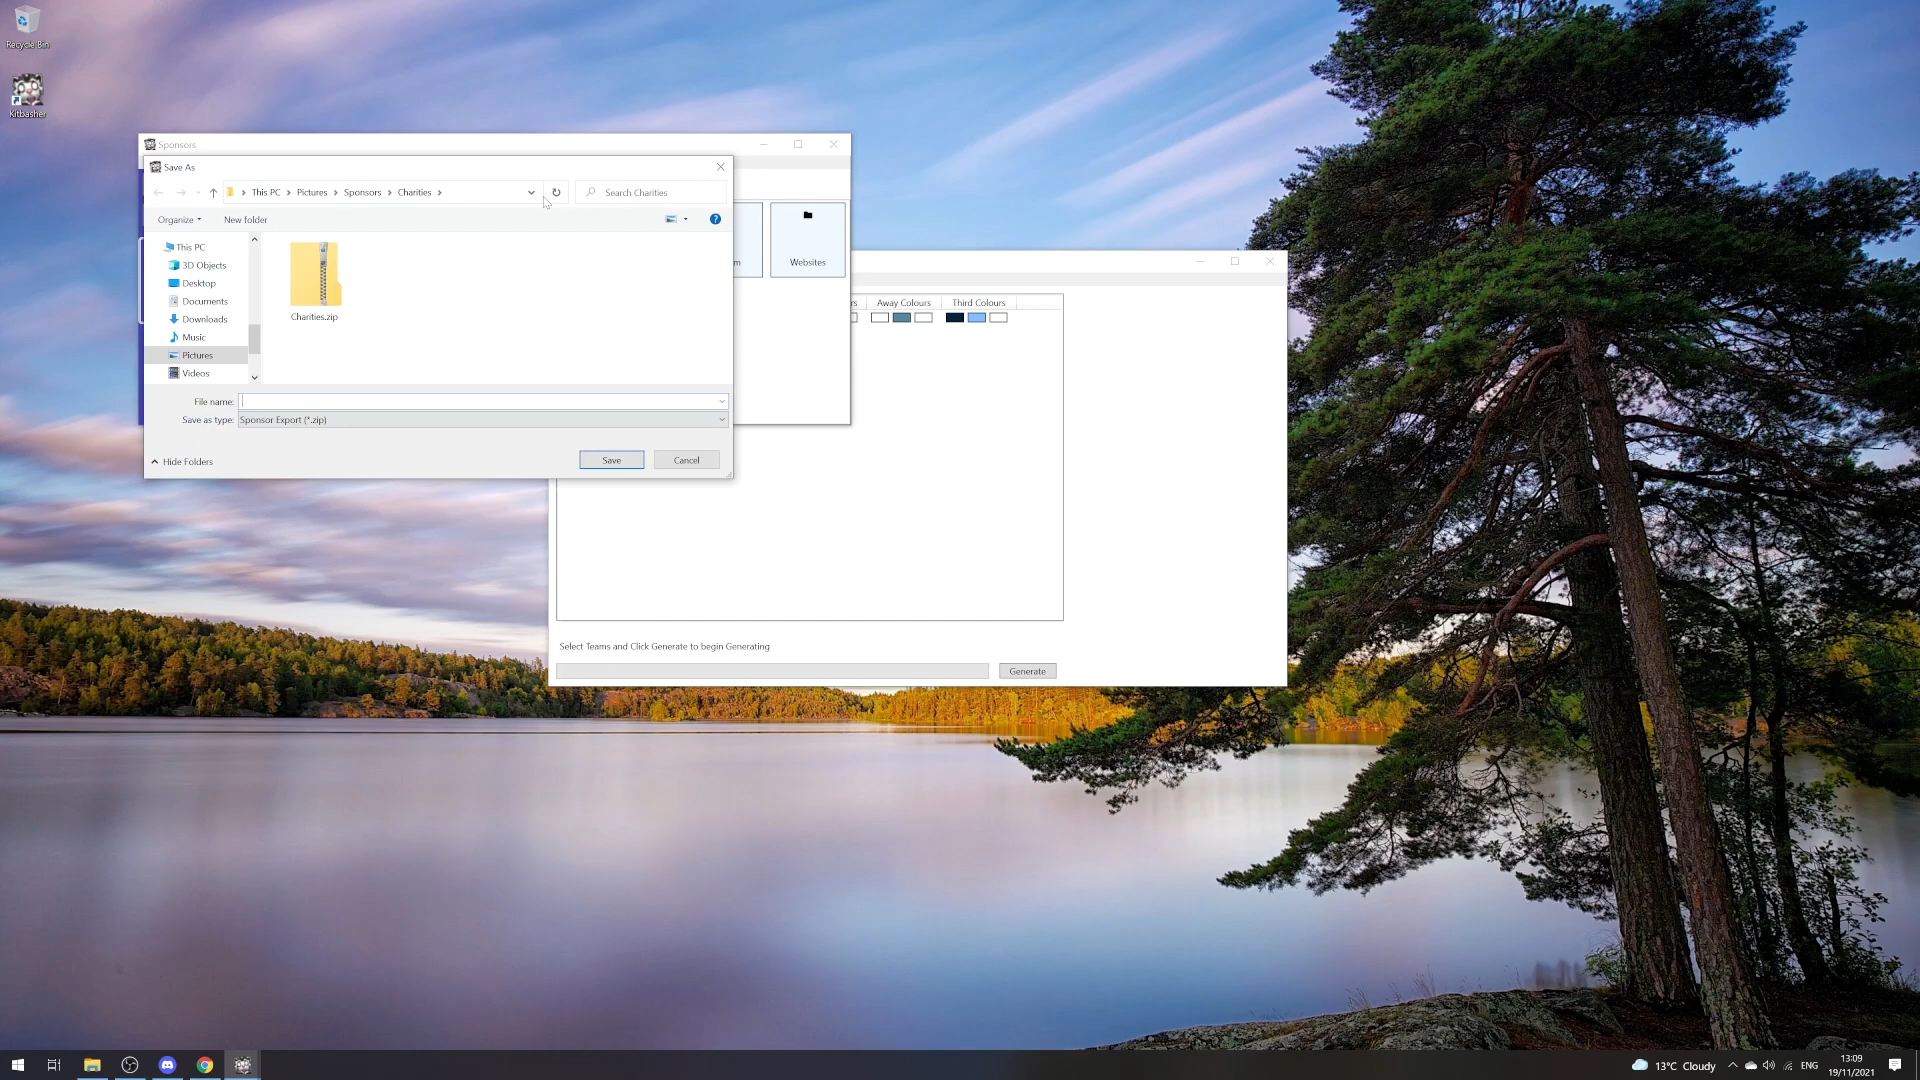 Recycle Bin
Kitbasher
Sponsors
Save As
This PC
Pictures
Sponsors
Charities
Search Charities
Organize
New folder
This PC
3D Objects
Desktop
Documents
Downloads
Music
Pictures
Videos
Charities.zip
File name:
Save as type:
Sponsor Export (*.zip)
Hide Folders
Save
Cancel
Websites
Away Colours
Third Colours
Select Teams and Click Generate to begin Generating
Generate
13°C Cloudy
ENG
13:09
19/11/2021